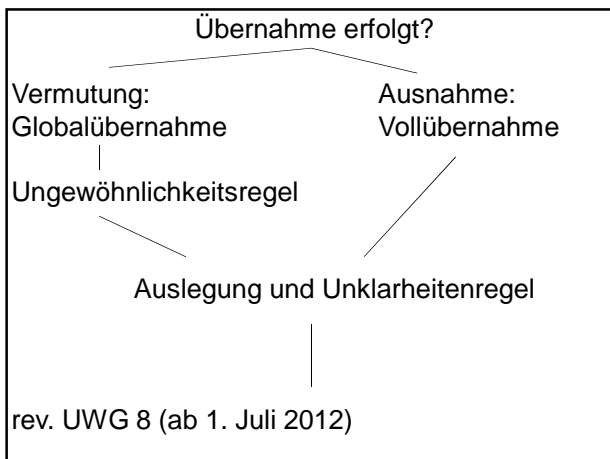 Übernahme erfolgt?
Vermutung:
Globalübernahme
Ausnahme:
Vollübernahme
Ungewöhnlichkeitsregel
Auslegung und Unklarheitenregel
rev. UWG 8 (ab 1. Juli 2012)